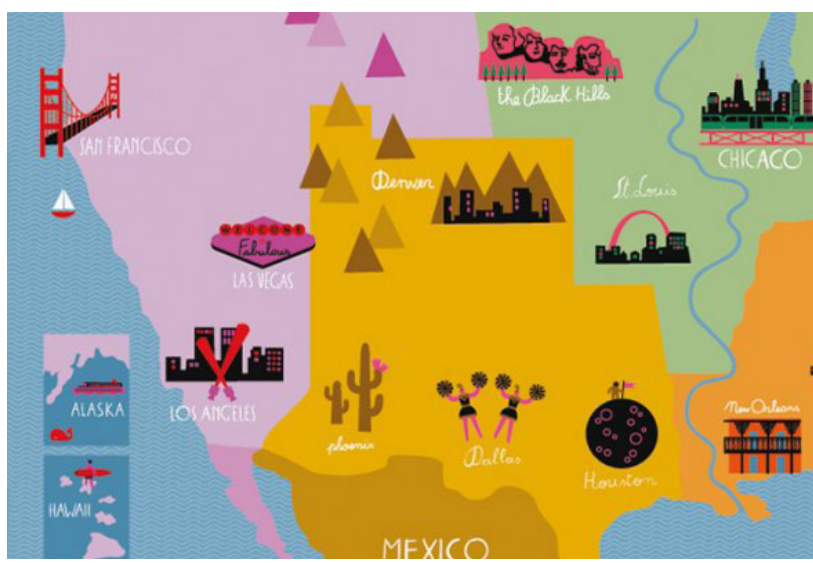 the Black Hills
SAN FRANCISCO
CHICAGO
Denver
St. Louis
WELCOME
Fabulous
LAS VEGAS
ALASKA
LOS ANGELES
phoenix
Dallas
Houston
New Orleans
HAWAII
MEXICO